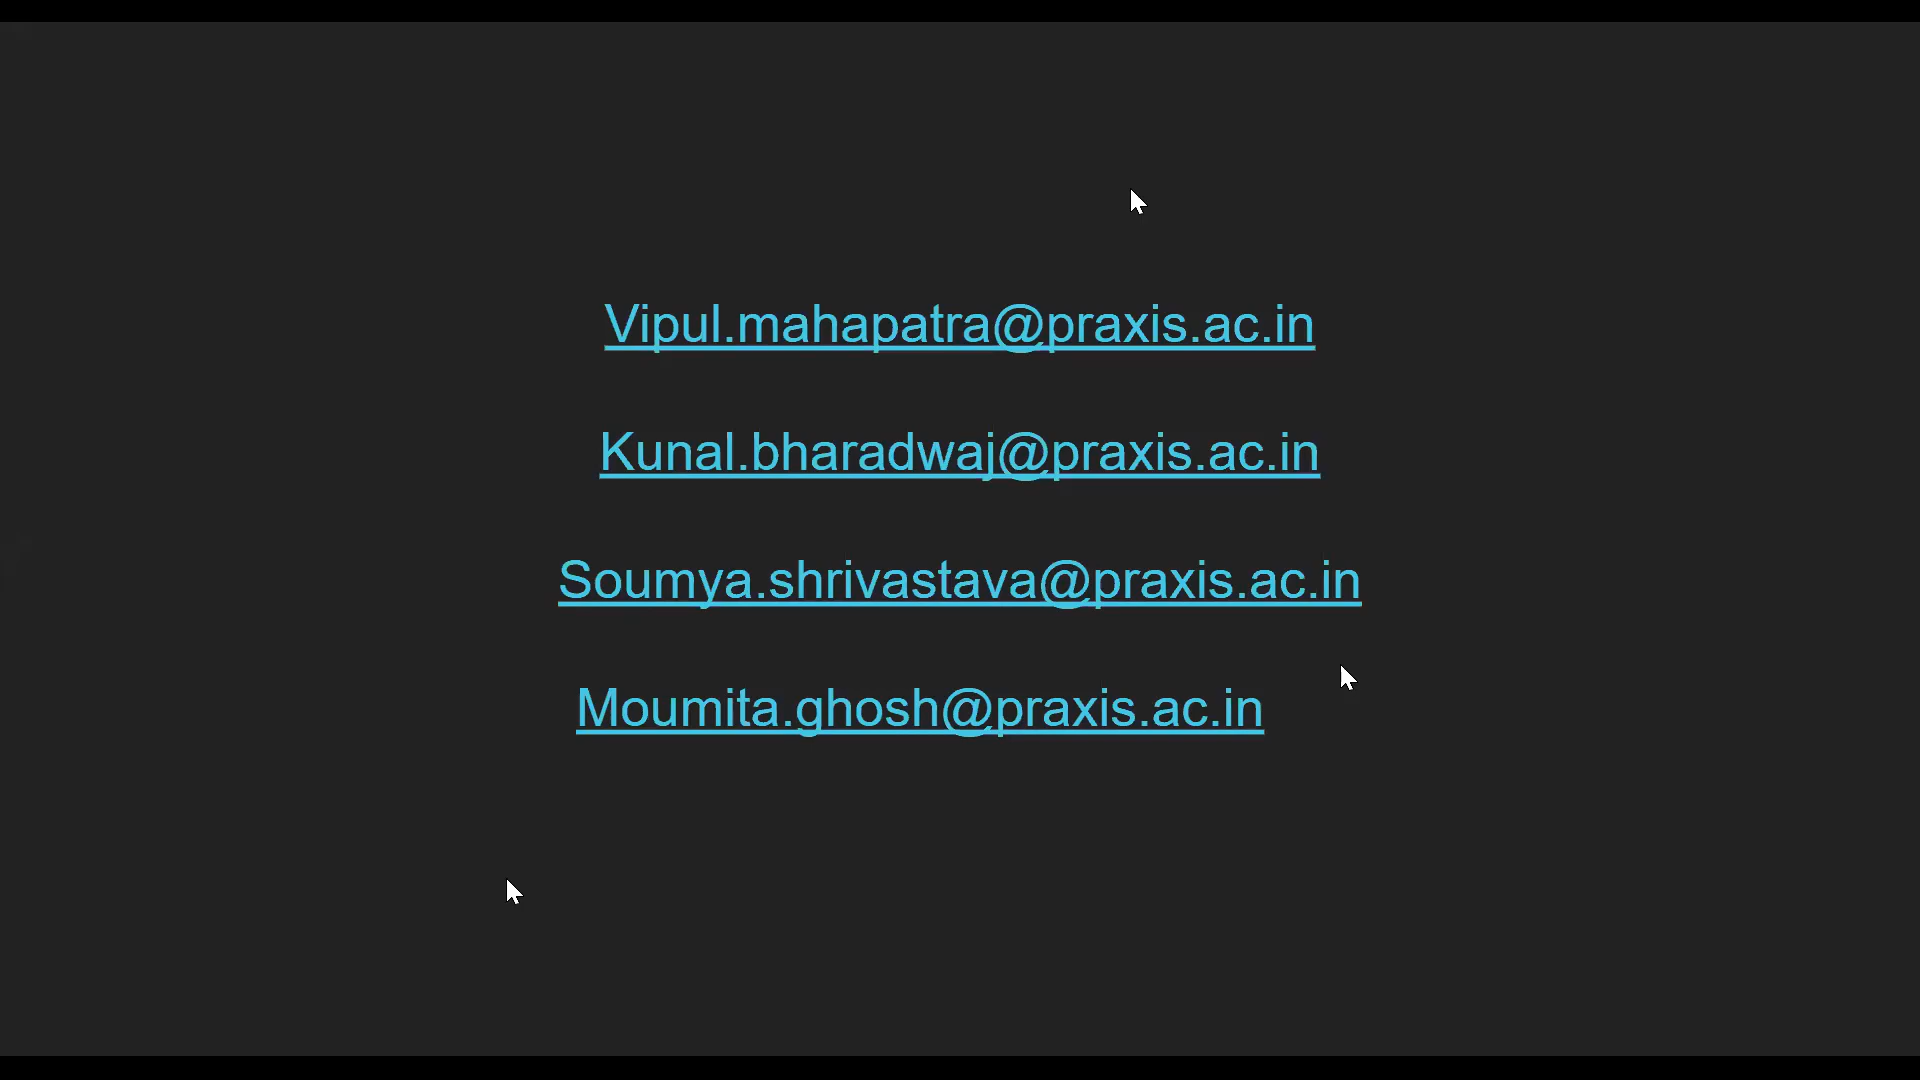 Vipul.mahapatra@praxis.ac.in
Kunal.bharadwaj@praxis.ac.in
Soumya.shrivastava@praxis.ac.in
Moumita.ghosh@praxis.ac.in